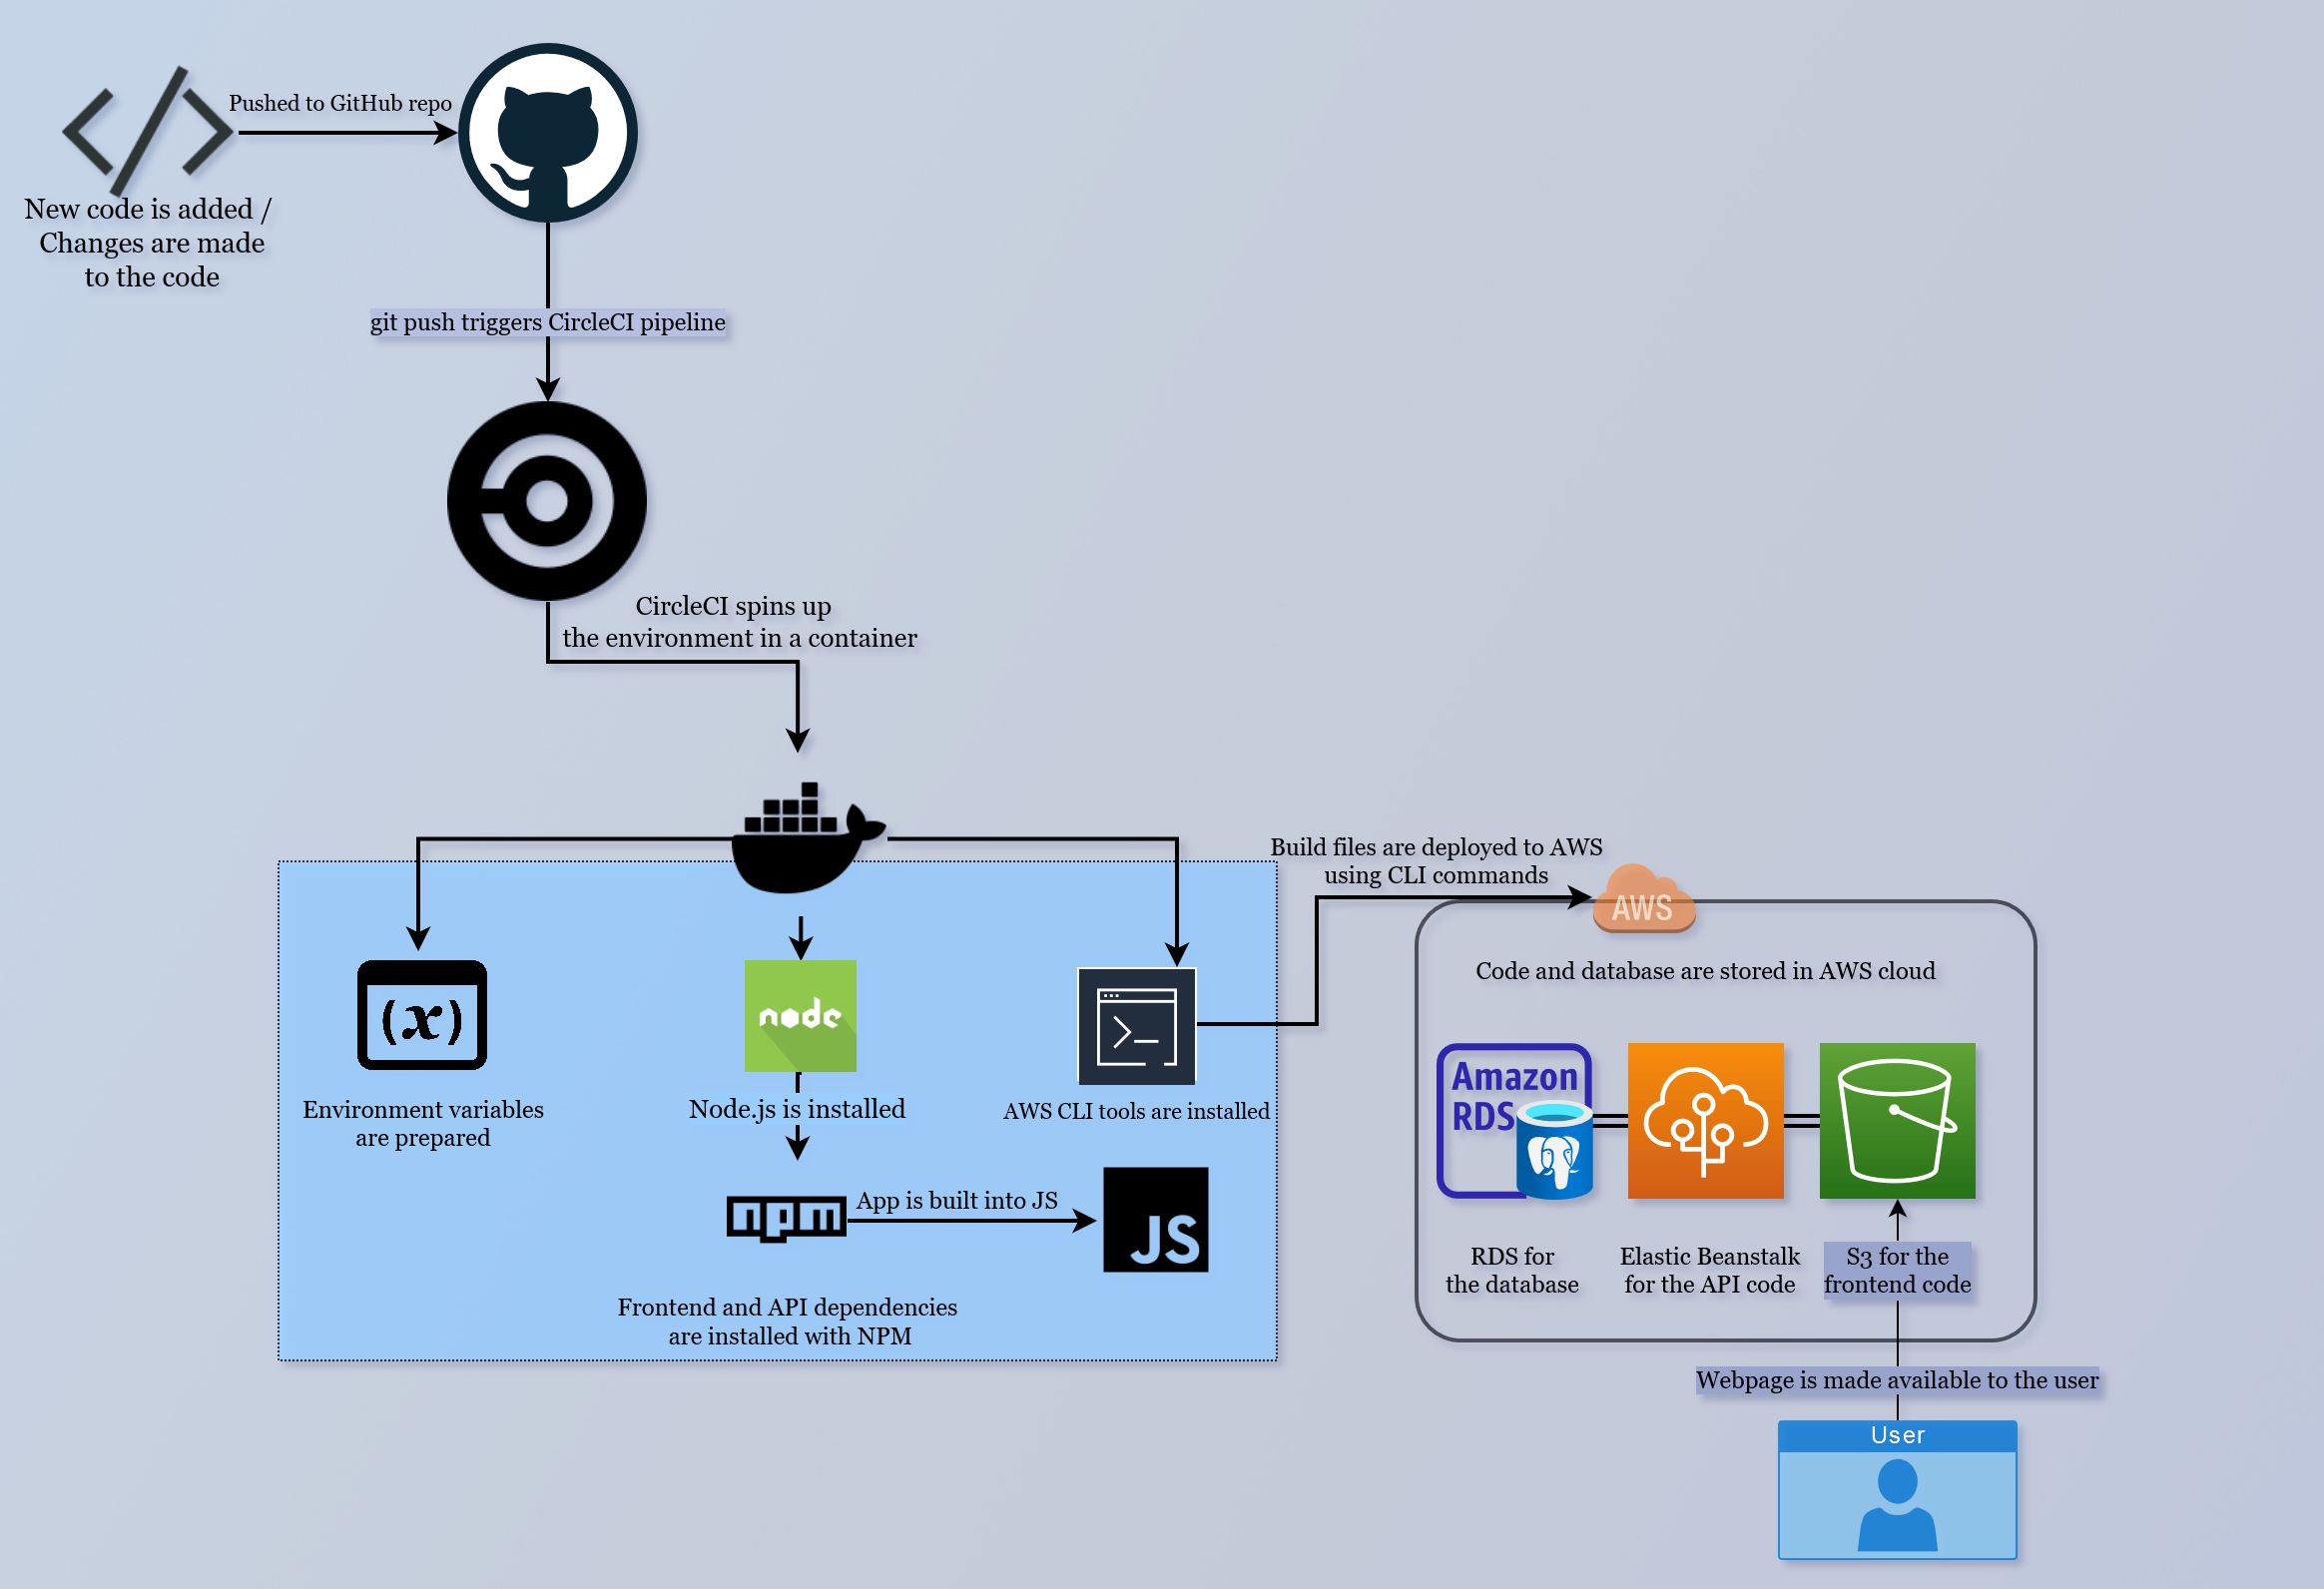 Pushed to GitHub repo
New code is added /
Changes are made
to the code
git push triggers CircleCI pipeline
CircleCI spins up
the environment in a container
Build files are deployed to AWS
using CLI commands
AWS
Code and database are stored in AWS cloud
(x)
node
Environment variables
are prepared
Node.js is installed
AWS CLI tools are installed
npm
App is built into JS
JS
Frontend and API dependencies
are installed with NPM
Amazon
RDS
RDS for
the database
Elastic Beanstalk
for the API code
S3 for the
frontend code
Webpage is made available to the user
User